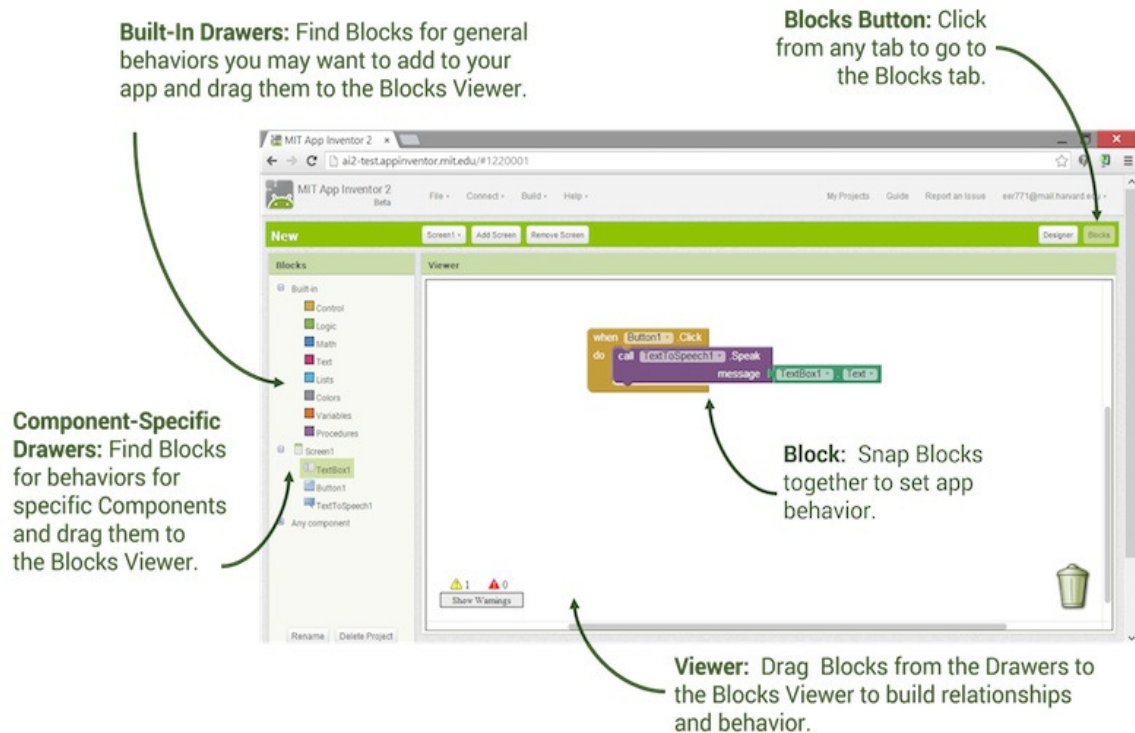 Built-In Drawers: Find Blocks for general
behaviors you may want to add to your
app and drag them to the Blocks Viewer.
Blocks Button: Click
from any tab to go to
the Blocks tab.
MIT App Inventor 2
ai2-test.appinventor.mit.edu/#1220001
MIT App Inventor 2
Beta
File Connect Build Help
My Projects Guide Report an Issue eer771@mail.harvard.edu
New
Screen1 Add Screen Remove Screen
Designer Blocks
Blocks
Viewer
Built-in
Control
Logic
Math
Text
Lists
Colors
Variables
Procedures
Screen1
TextBox1
Button1
TextToSpeech1
Any component
Rename Delete Project
when Button1 .Click
do call TextToSpeech1 .Speak
message TextBox1 . Text
1 0
Show Warnings
Component-Specific
Drawers: Find Blocks
for behaviors for
specific Components
and drag them to
the Blocks Viewer.
Block: Snap Blocks
together to set app
behavior.
Viewer: Drag Blocks from the Drawers to
the Blocks Viewer to build relationships
and behavior.